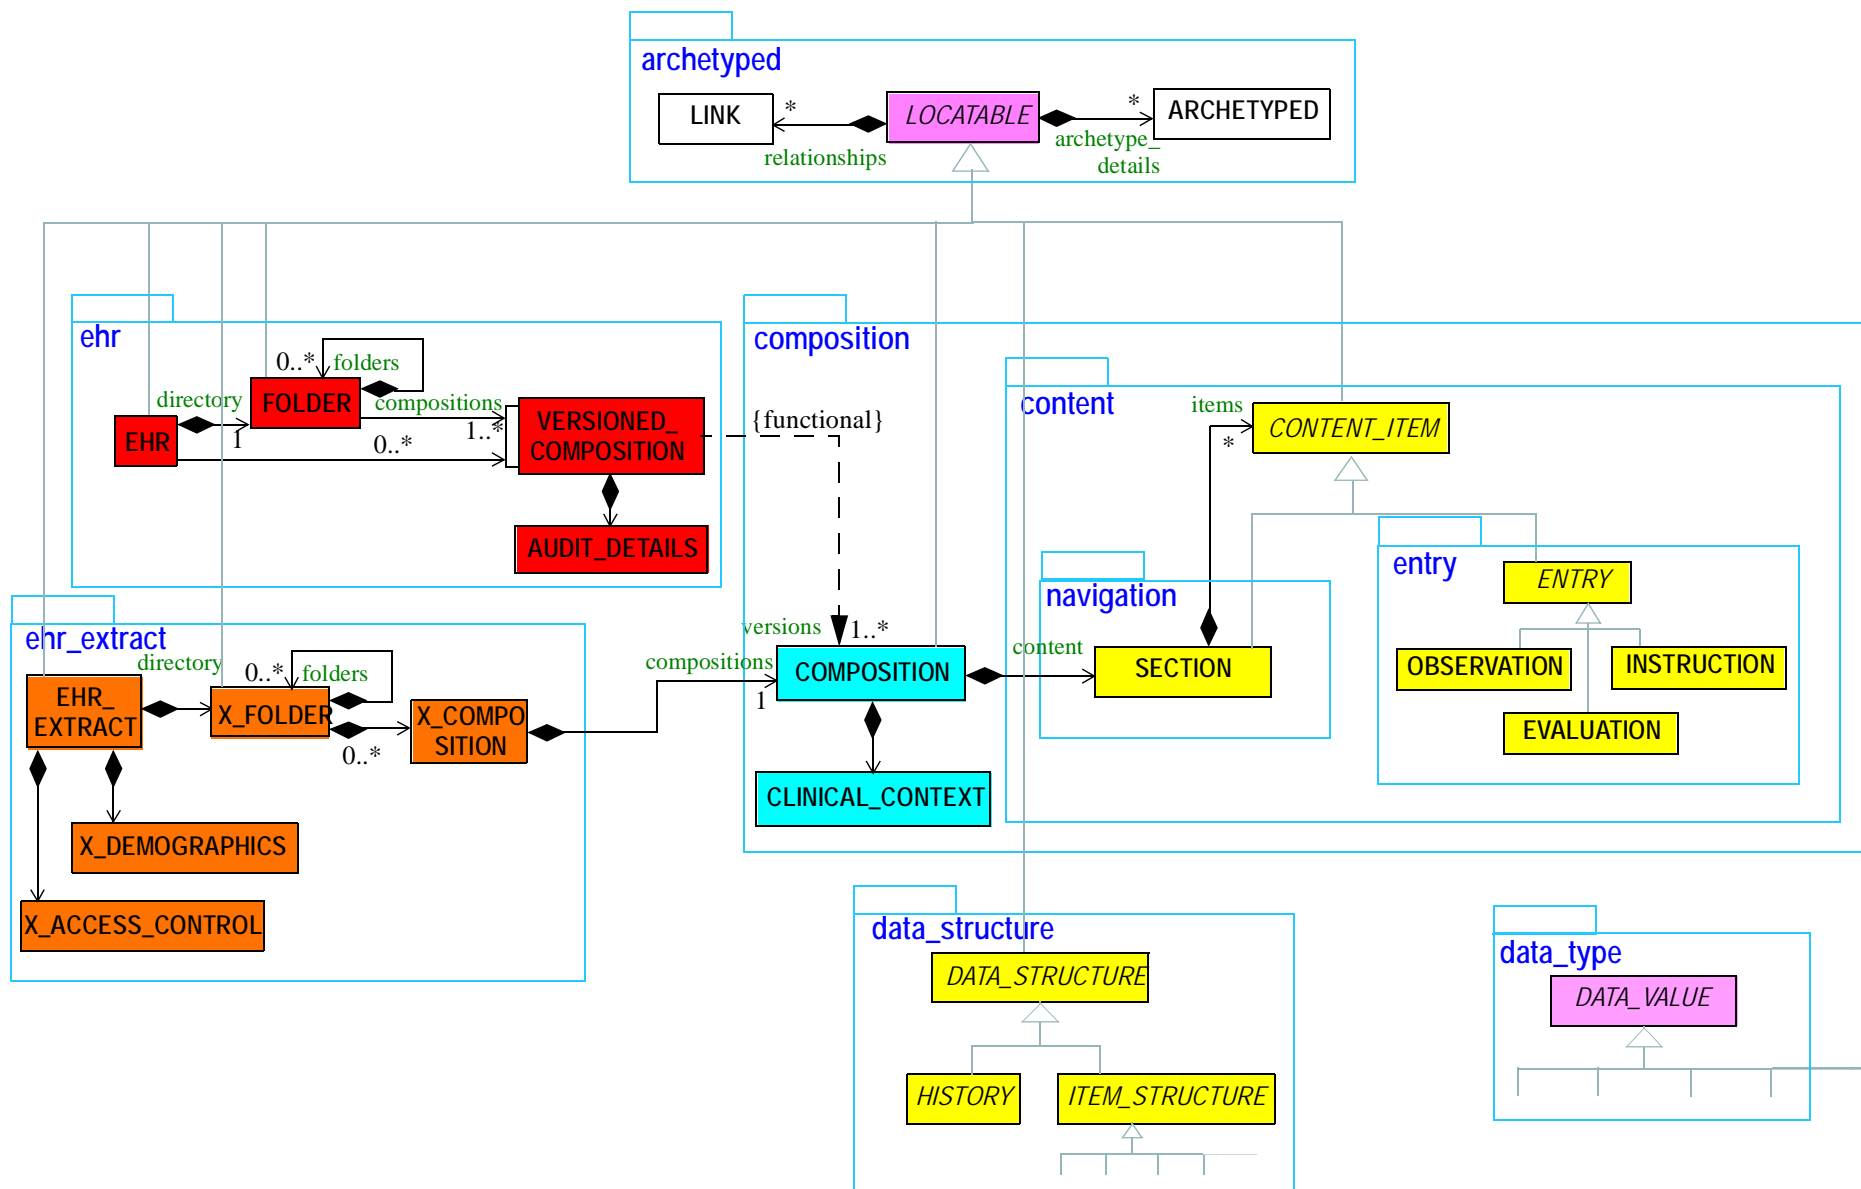 archetyped
LINK
*
LOCATABLE
*
ARCHETYPED
relationships
archetype_
details
ehr
0..*
folders
directory
FOLDER
compositions
EHR
1
0..*
1..*
VERSIONED_
COMPOSITION
AUDIT_DETAILS
{functional}
composition
content
items
*
CONTENT_ITEM
entry
ENTRY
OBSERVATION
INSTRUCTION
EVALUATION
navigation
SECTION
versions
1..*
compositions
1
COMPOSITION
content
CLINICAL_CONTEXT
ehr_extract
directory
0..*
folders
EHR_
EXTRACT
X_FOLDER
0..*
X_COMPO
SITION
X_DEMOGRAPHICS
X_ACCESS_CONTROL
data_structure
DATA_STRUCTURE
HISTORY
ITEM_STRUCTURE
data_type
DATA_VALUE